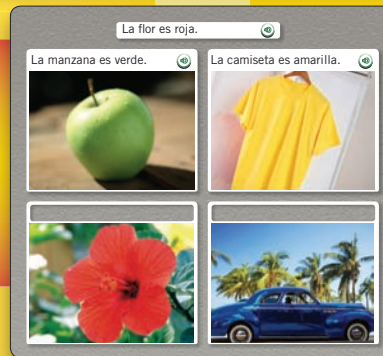 La flor es roja.
La manzana es verde.
La camiseta es amarilla.